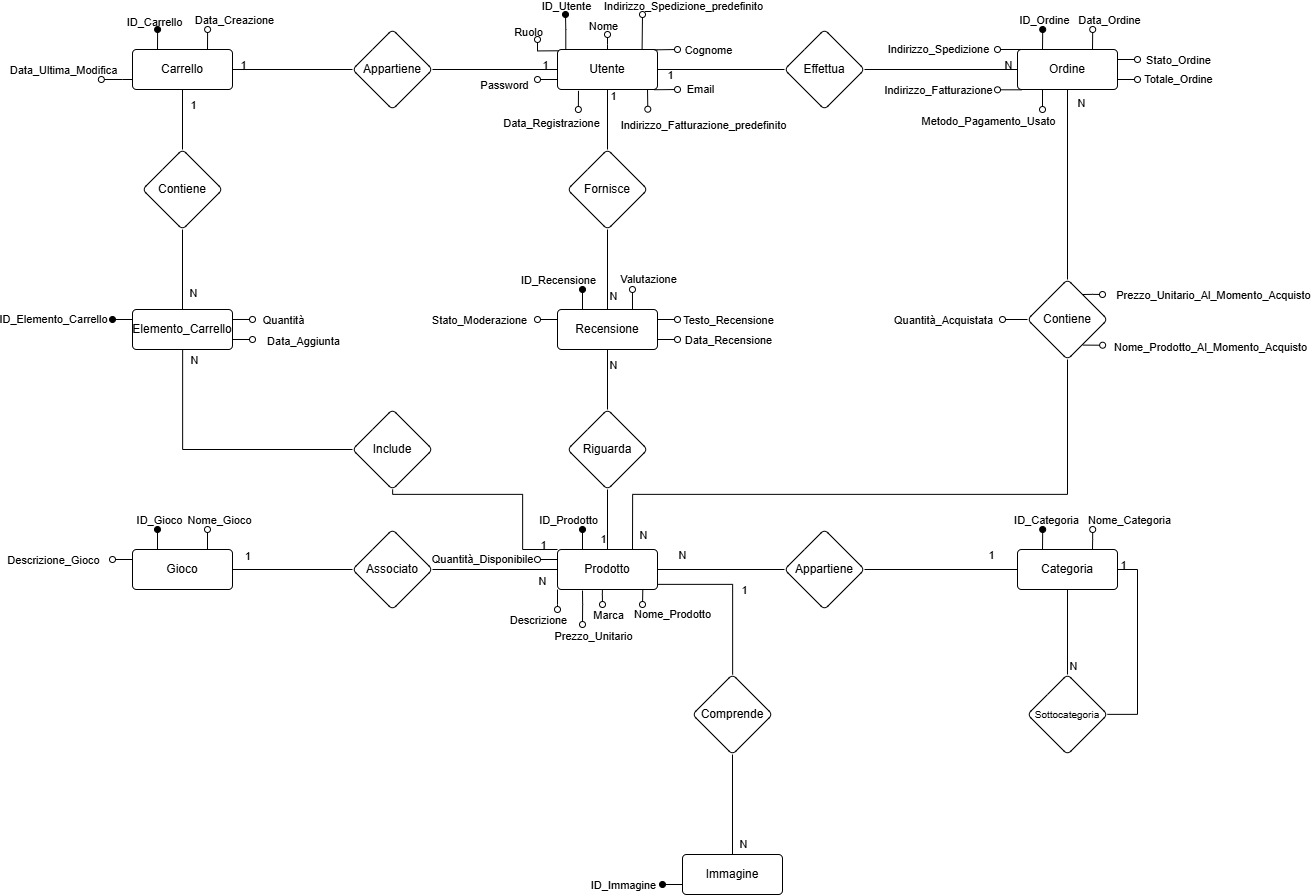 ID_Utente
Indirizzo_Spedizione_predefinito
ID_Carrello
Data_Creazione
Ruolo
Nome
ID_Ordine
Data_Ordine
Data_Ultima_Modifica
Carrello
1
Appartiene
1
Utente
Cognome
1
Effettua
Indirizzo_Spedizione
N
Ordine
Stato_Ordine
Totale_Ordine
Password
Email
Indirizzo_Fatturazione
1
1
N
Data_Registrazione
Indirizzo_Fatturazione_predefinito
Metodo_Pagamento_Usato
Contiene
Fornisce
ID_Recensione
Valutazione
N
N
Prezzo_Unitario_Al_Momento_Acquisto
ID_Elemento_Carrello
Elemento_Carrello
Quantità
Data_Aggiunta
Stato_Moderazione
Recensione
Testo_Recensione
Data_Recensione
Quantità_Acquistata
Contiene
Nome_Prodotto_Al_Momento_Acquisto
N
N
Include
Riguarda
ID_Gioco
Nome_Gioco
ID_Prodotto
ID_Categoria
Nome_Categoria
1
1
N
Descrizione_Gioco
Gioco
1
Associato
Quantità_Disponibile
N
Prodotto
N
Appartiene
1
Categoria
1
1
Descrizione
Prezzo_Unitario
Marca
Nome_Prodotto
N
Comprende
Sottocategoria
N
Immagine
ID_Immagine